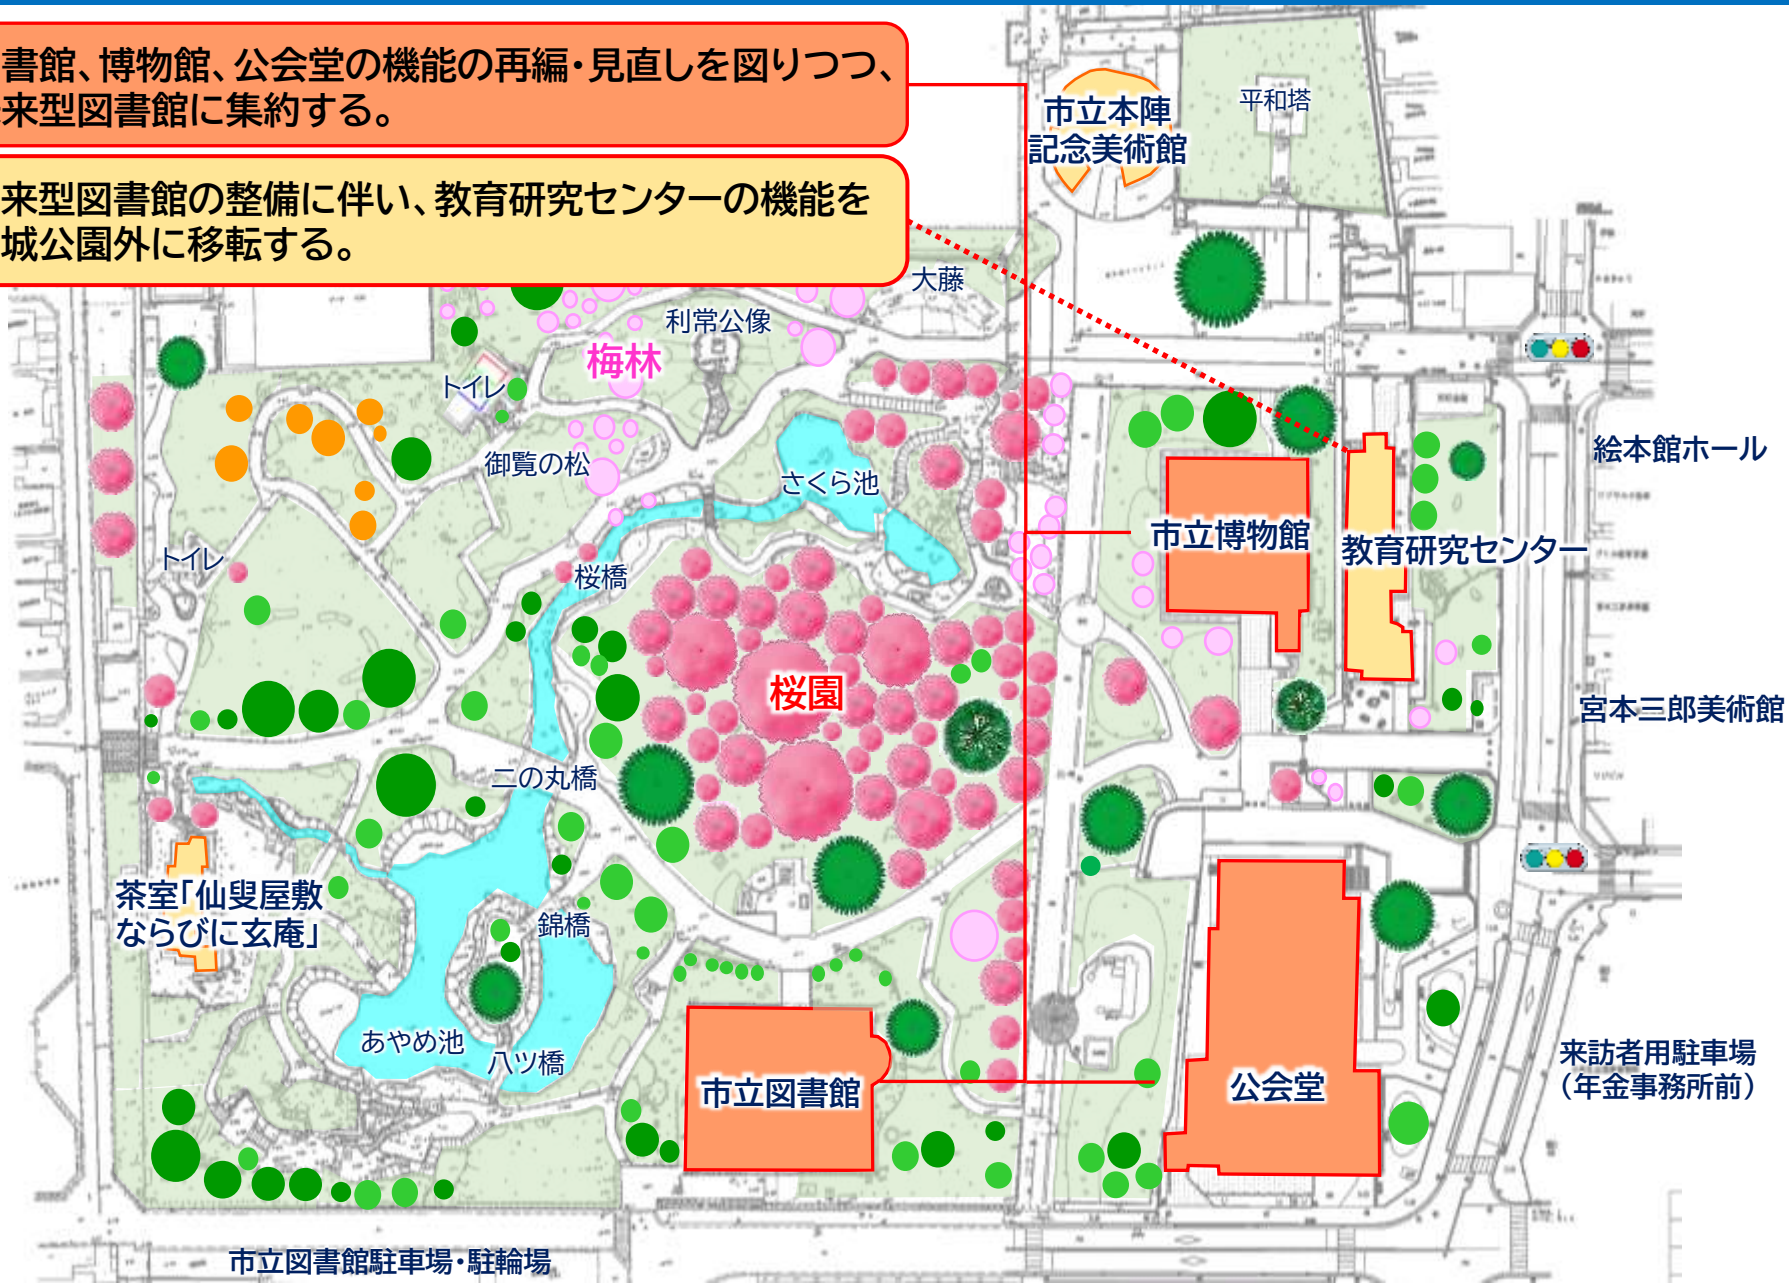 書館、博物館、公会堂の機能の再編・見直しを図りつつ、
来型図書館に集約する。
来型図書館の整備に伴い、教育研究センターの機能を
城公園外に移転する。
市立本陣
記念美術館
平和塔
大藤
利常公像
梅林
トイレ
御覧の松
さくら池
絵本館ホール
市立博物館
教育研究センター
トイレ
桜橋
桜園
宮本三郎美術館
二の丸橋
茶室「仙叟屋敷
ならびに玄庵」
錦橋
あやめ池
八ツ橋
市立図書館
公会堂
来訪者用駐車場
（年金事務所前）
市立図書館駐車場・駐輪場